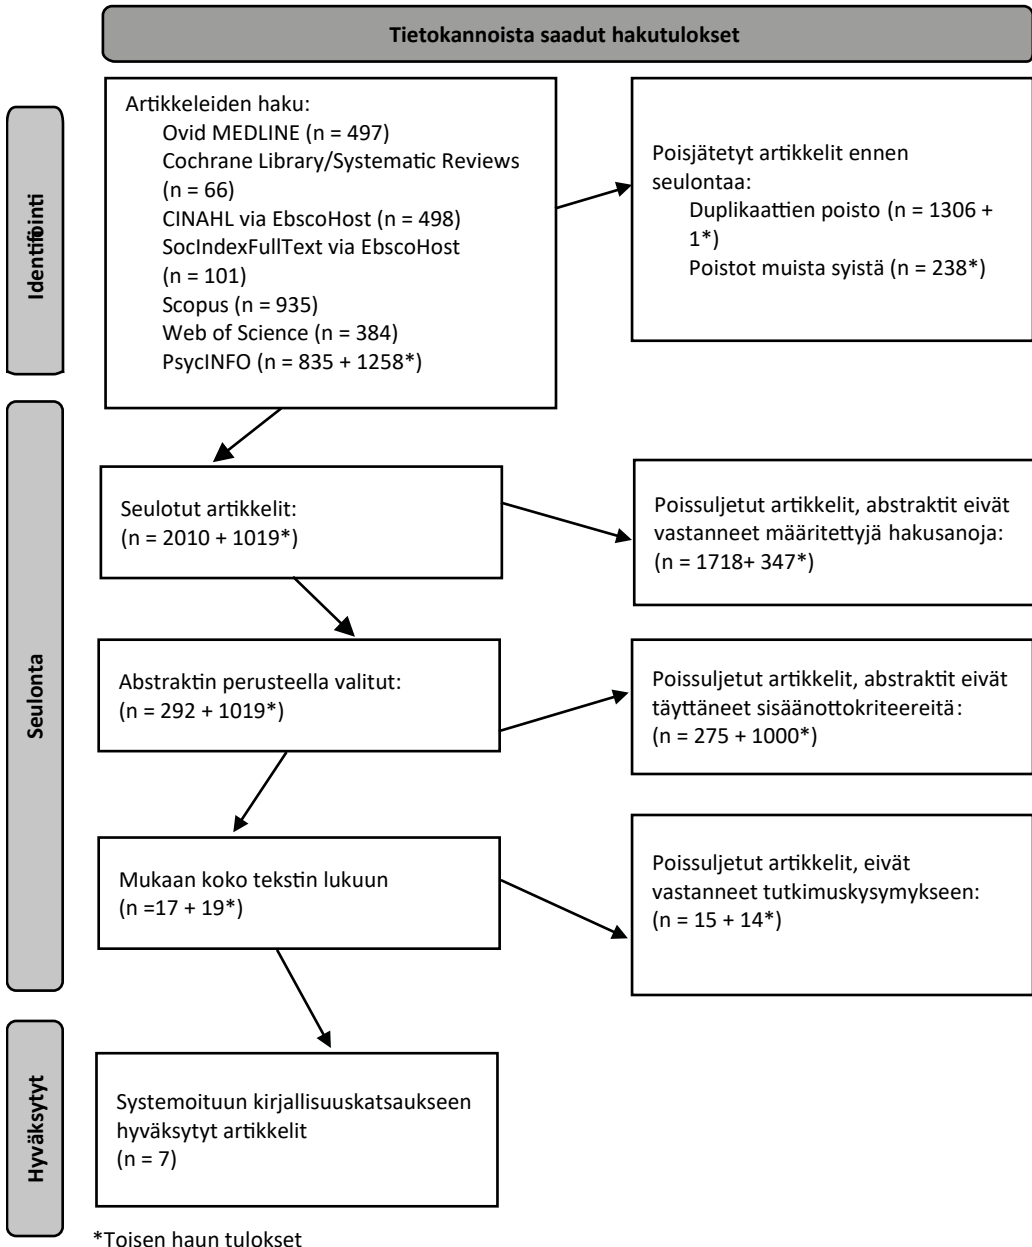 Tietokannoista saadut hakutulokset
Identifiointi
Artikkeleiden haku:
Ovid MEDLINE (n = 497)
Cochrane Library/Systematic Reviews
(n = 66)
CINAHL via EbscoHost (n = 498)
SocIndexFullText via EbscoHost
(n = 101)
Scopus (n = 935)
Web of Science (n = 384)
PsycINFO (n = 835 + 1258*)
Poisjätetyt artikkelit ennen
seulontaa:
Duplikaattien poisto (n = 1306 +
1*)
Poistot muista syistä (n = 238*)
Seulonta
Seulotut artikkelit:
(n = 2010 + 1019*)
Poissuljetut artikkelit, abstraktit eivät
vastanneet määritettyjä hakusanoja:
(n = 1718+ 347*)
Abstraktin perusteella valitut:
(n = 292 + 1019*)
Poissuljetut artikkelit, abstraktit eivät
täyttäneet sisäänottokriteereitä:
(n = 275 + 1000*)
Mukaan koko tekstin lukuun
(n =17 + 19*)
Poissuljetut artikkelit, eivät
vastanneet tutkimuskysymykseen:
(n = 15 + 14*)
Hyväksytyt
Systemoituun kirjallisuuskatsaukseen
hyväksytyt artikkelit
(n = 7)
*Toisen haun tulokset